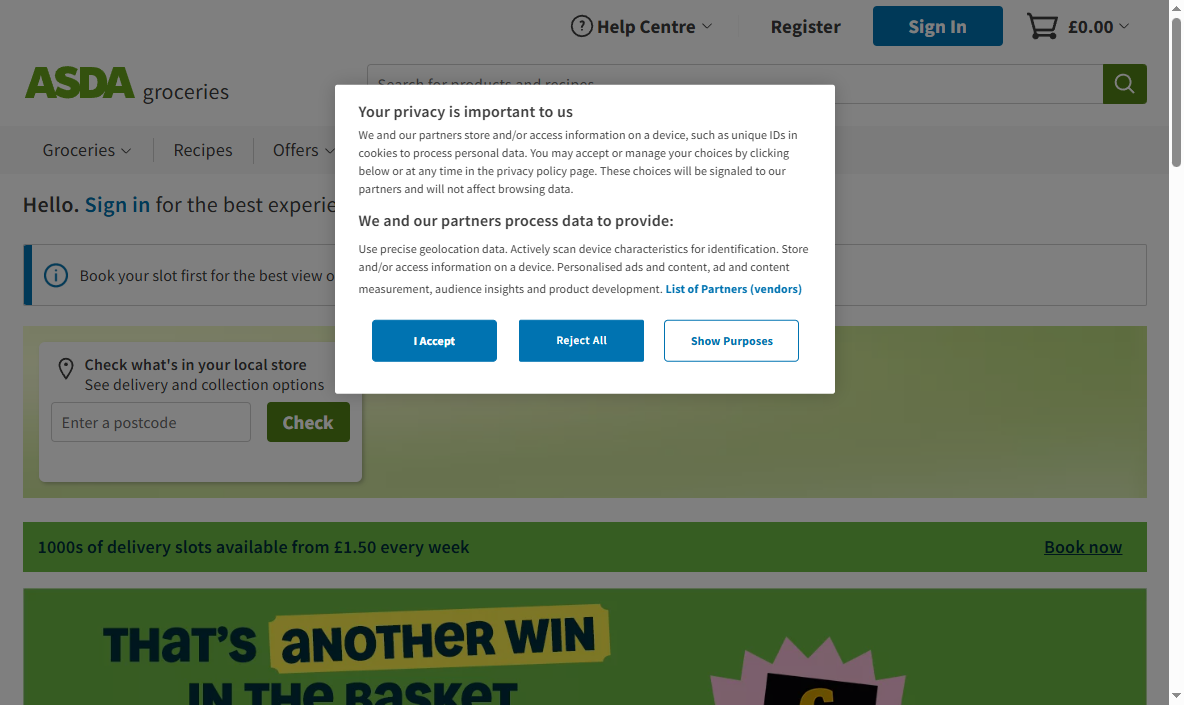 Help Centre
Register
Sign In
£0.00
ASDA groceries
Search for products and recipes
Groceries
Recipes
Offers
Hello. Sign in for the best experie
Book your slot first for the best view o
Your privacy is important to us
We and our partners store and/or access information on a device, such as unique IDs in
cookies to process personal data. You may accept or manage your choices by clicking
below or at any time in the privacy policy page. These choices will be signaled to our
partners and will not affect browsing data.
We and our partners process data to provide:
Use precise geolocation data. Actively scan device characteristics for identification. Store
and/or access information on a device. Personalised ads and content, ad and content
measurement, audience insights and product development. List of Partners (vendors)
I Accept
Reject All
Show Purposes
Check what's in your local store
See delivery and collection options
Enter a postcode
Check
1000s of delivery slots available from £1.50 every week
Book now
THAT'S ANOTHER WIN
IN THE BASKET